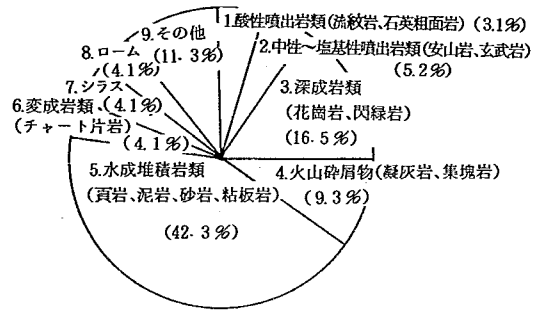 1.酸性噴出岩類(流紋岩、石英粗面岩)(3.1%)
2.中性～塩基性噴出岩類(安山岩、玄武岩)
(5.2%)
3.深成岩類
(花崗岩、閃緑岩)
(16.5%)
4.火山砕屑物(凝灰岩、集塊岩)
(9.3%)
5.水成堆積岩類
(頁岩、泥岩、砂岩、粘板岩)
(42.3%)
6.変成岩類
(チャート片岩)
(4.1%)
7.シラス
(4.1%)
8.ローム
(4.1%)
9.その他
(11.3%)